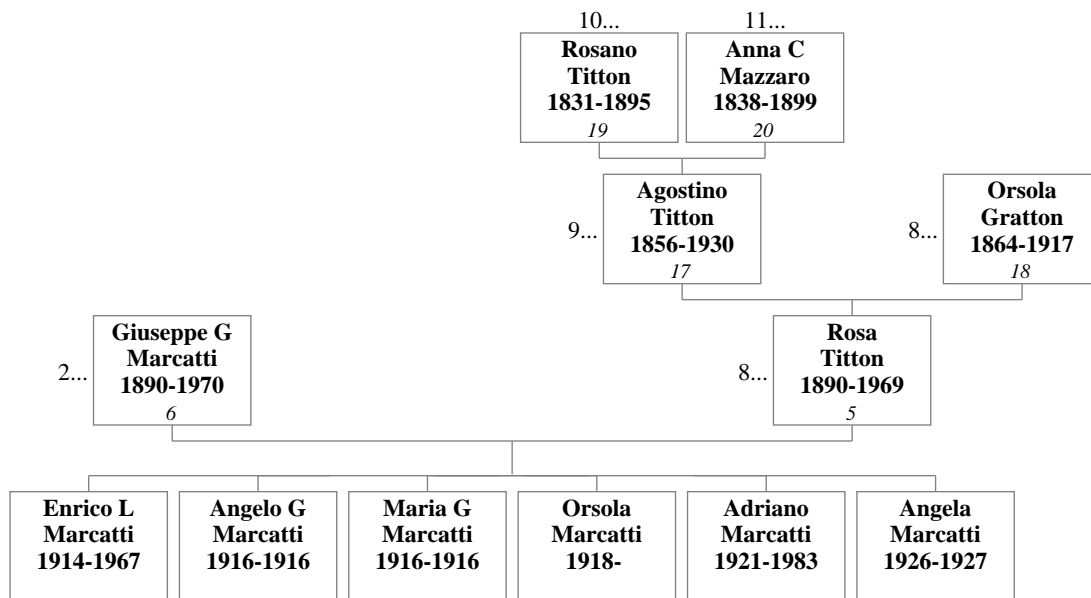 10...
11...
Rosano
Titton
1831-1895
19
Anna C
Mazzaro
1838-1899
20
9...
Agostino
Titton
1856-1930
17
8...
Orsola
Gratton
1864-1917
18
2...
Giuseppe G
Marcatti
1890-1970
6
8...
Rosa
Titton
1890-1969
5
Enrico L
Marcatti
1914-1967
Angelo G
Marcatti
1916-1916
Maria G
Marcatti
1916-1916
Orsola
Marcatti
1918-
Adriano
Marcatti
1921-1983
Angela
Marcatti
1926-1927